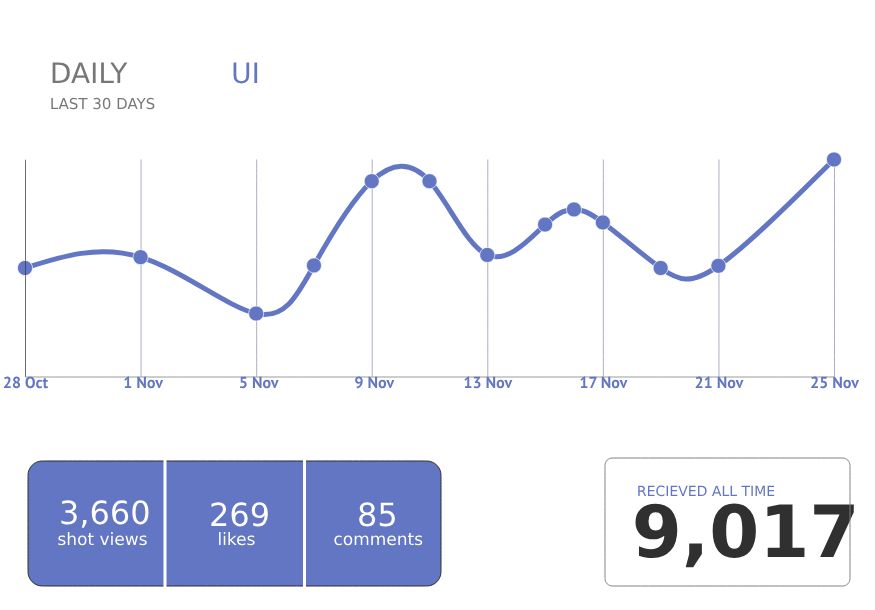 DAILY UI
LAST 30 DAYS
28 Oct 1 Nov 5 Nov 9 Nov 13 Nov 17 Nov 21 Nov 25 Nov
3,660 269 85
shot views likes comments
RECIEVED ALL TIME
9,017